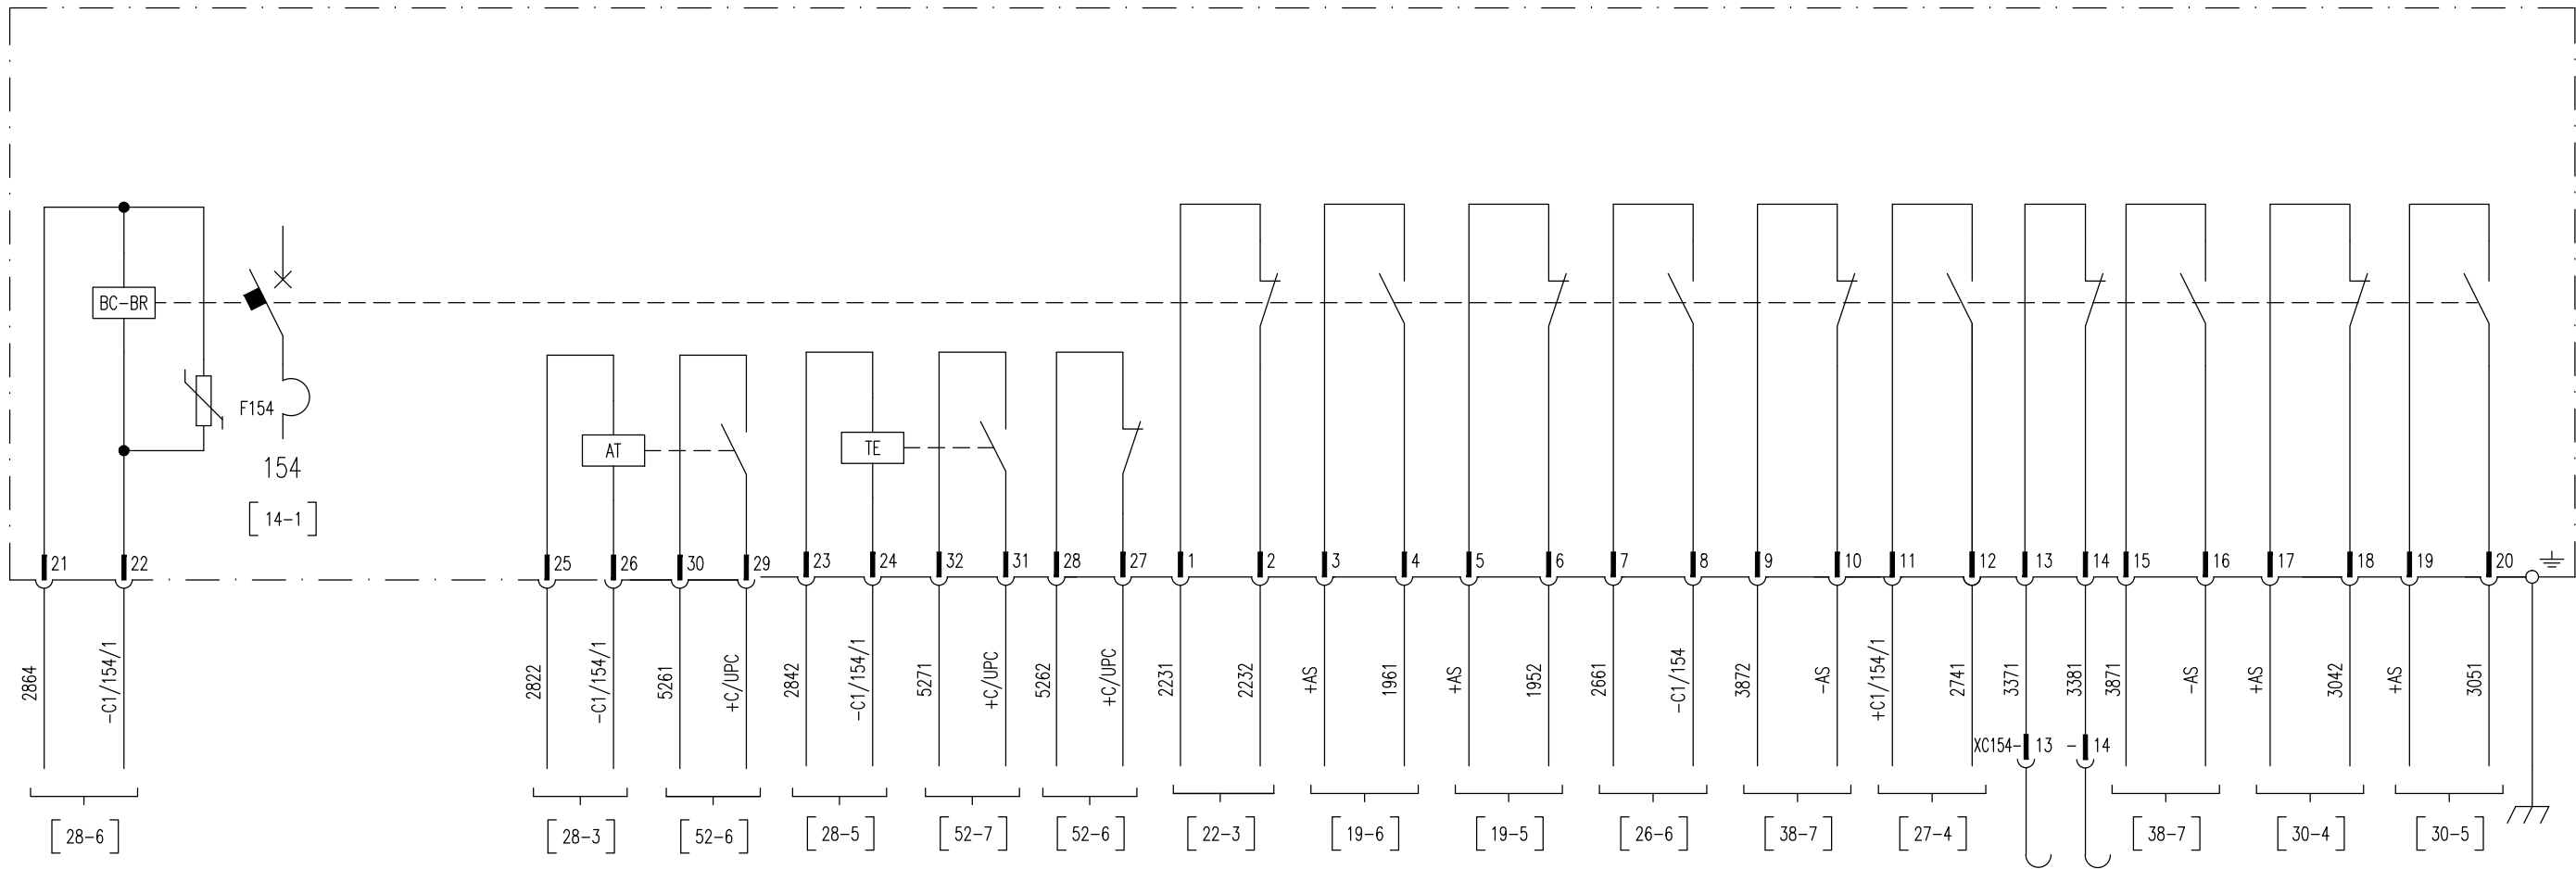 BC-BR
F154
154
[14-1]
AT
TE
21 22 25 26 30 29 23 24 32 31 28 27 1 2 3 4 5 6 7 8 9 10 11 12 13 14 15 16 17 18 19 20
2864 -C1/154/1 2822 -C1/154/1 5261 +C/UPC 2842 -C1/154/1 5271 +C/UPC 5262 +C/UPC 2231 2232 +AS 1961 +AS 1952 2661 -C1/154 3872 -AS +C1/154/1 2741 3371 3381 3871 -AS +AS 3042 +AS 3051
XC154- 13 - 14
[28-6] [28-3] [52-6] [28-5] [52-7] [52-6] [22-3] [19-6] [19-5] [26-6] [38-7] [27-4] [38-7] [30-4] [30-5]